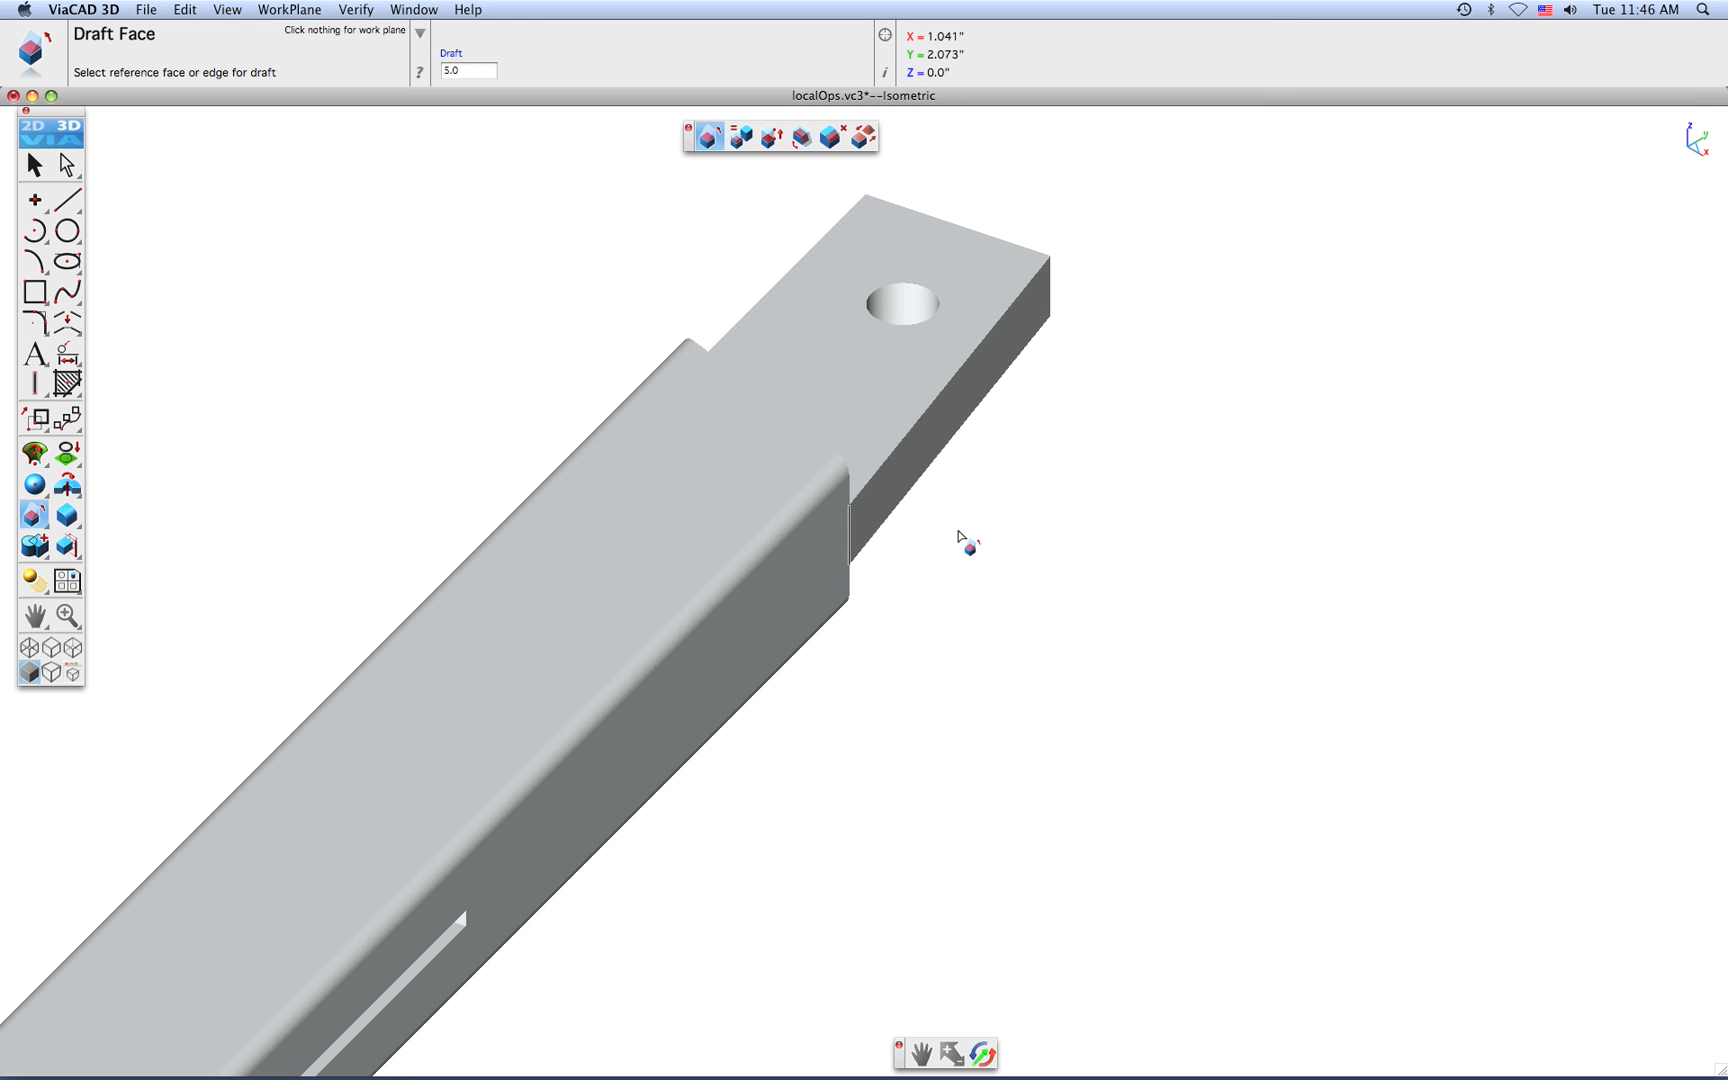 ViaCAD 3D File Edit View WorkPlane Verify Window Help Tue 11:46 AM
Draft Face Click nothing for work plane
Select reference face or edge for draft
?
Draft
5.0
i
X = 1.041"
Y = 2.073"
Z = 0.0"
localOps.vc3*--Isometric
2D 3D
VIA
A
z
y
x